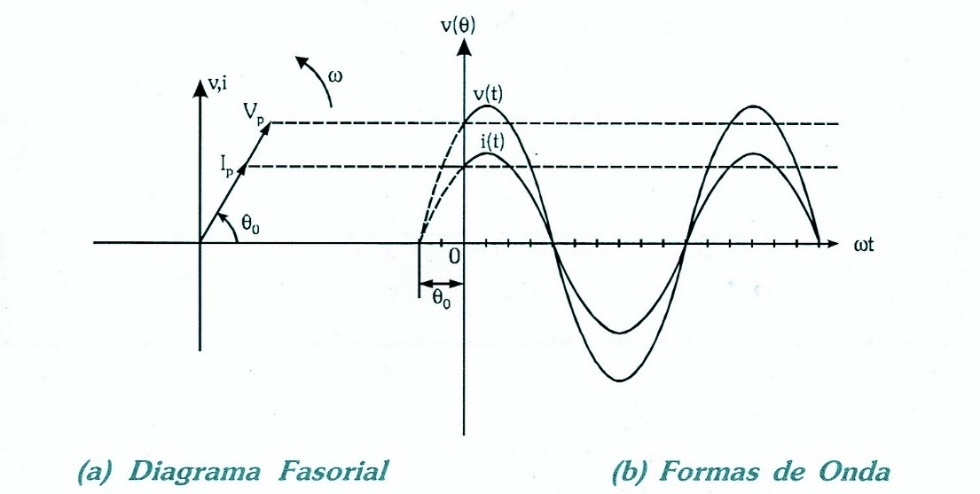 v(θ)
ω
v,i
v(t)
Vp
i(t)
Ip
θ0
0
ωt
θ0
(a) Diagrama Fasorial
(b) Formas de Onda